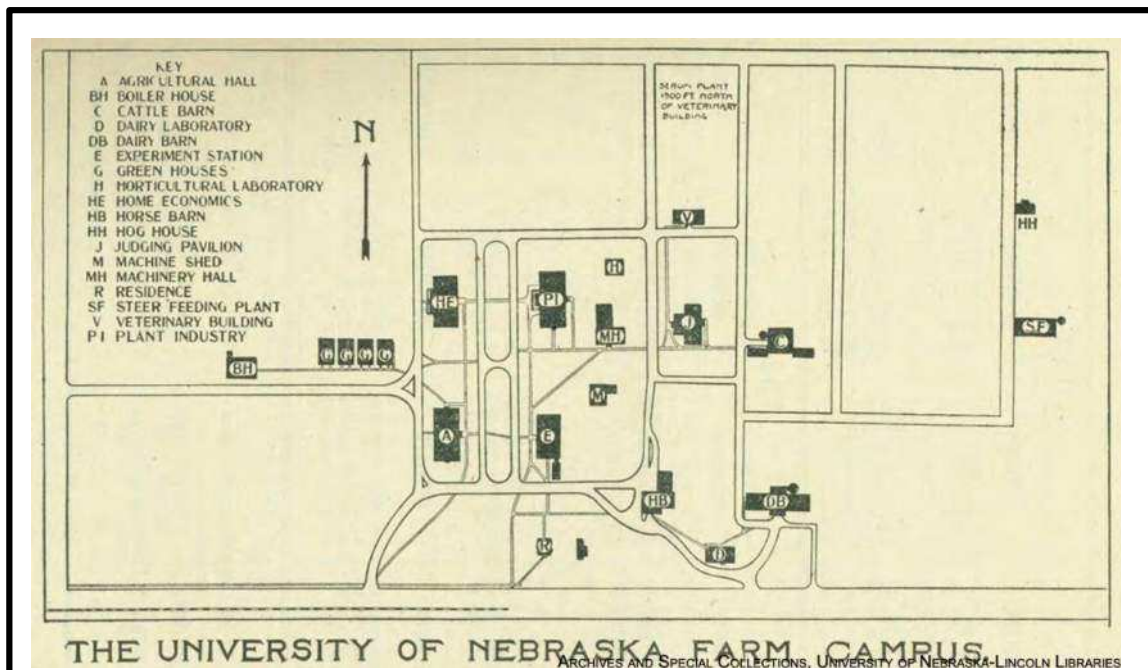 KEY
A AGRICULTURAL HALL
BH BOILER HOUSE
C CATTLE BARN
D DAIRY LABORATORY
DB DAIRY BARN
E EXPERIMENT STATION
G GREEN HOUSES
H HORTICULTURAL LABORATORY
HE HOME ECONOMICS
HB HORSE BARN
HH HOG HOUSE
J JUDGING PAVILION
M MACHINE SHED
MH MACHINERY HALL
R RESIDENCE
SF STEER FEEDING PLANT
V VETERINARY BUILDING
PI PLANT INDUSTRY
N
SERUM PLANT
1500 FT NORTH
OF VETERINARY
BUILDING
V
HH
H
HE
PI
J
SF
MH
C
G G G G
BH
M
A
E
HB
DB
R
D
THE UNIVERSITY OF NEBRASKA FARM CAMPUS.
ARCHIVES AND SPECIAL COLLECTIONS, UNIVERSITY OF NEBRASKA-LINCOLN LIBRARIES